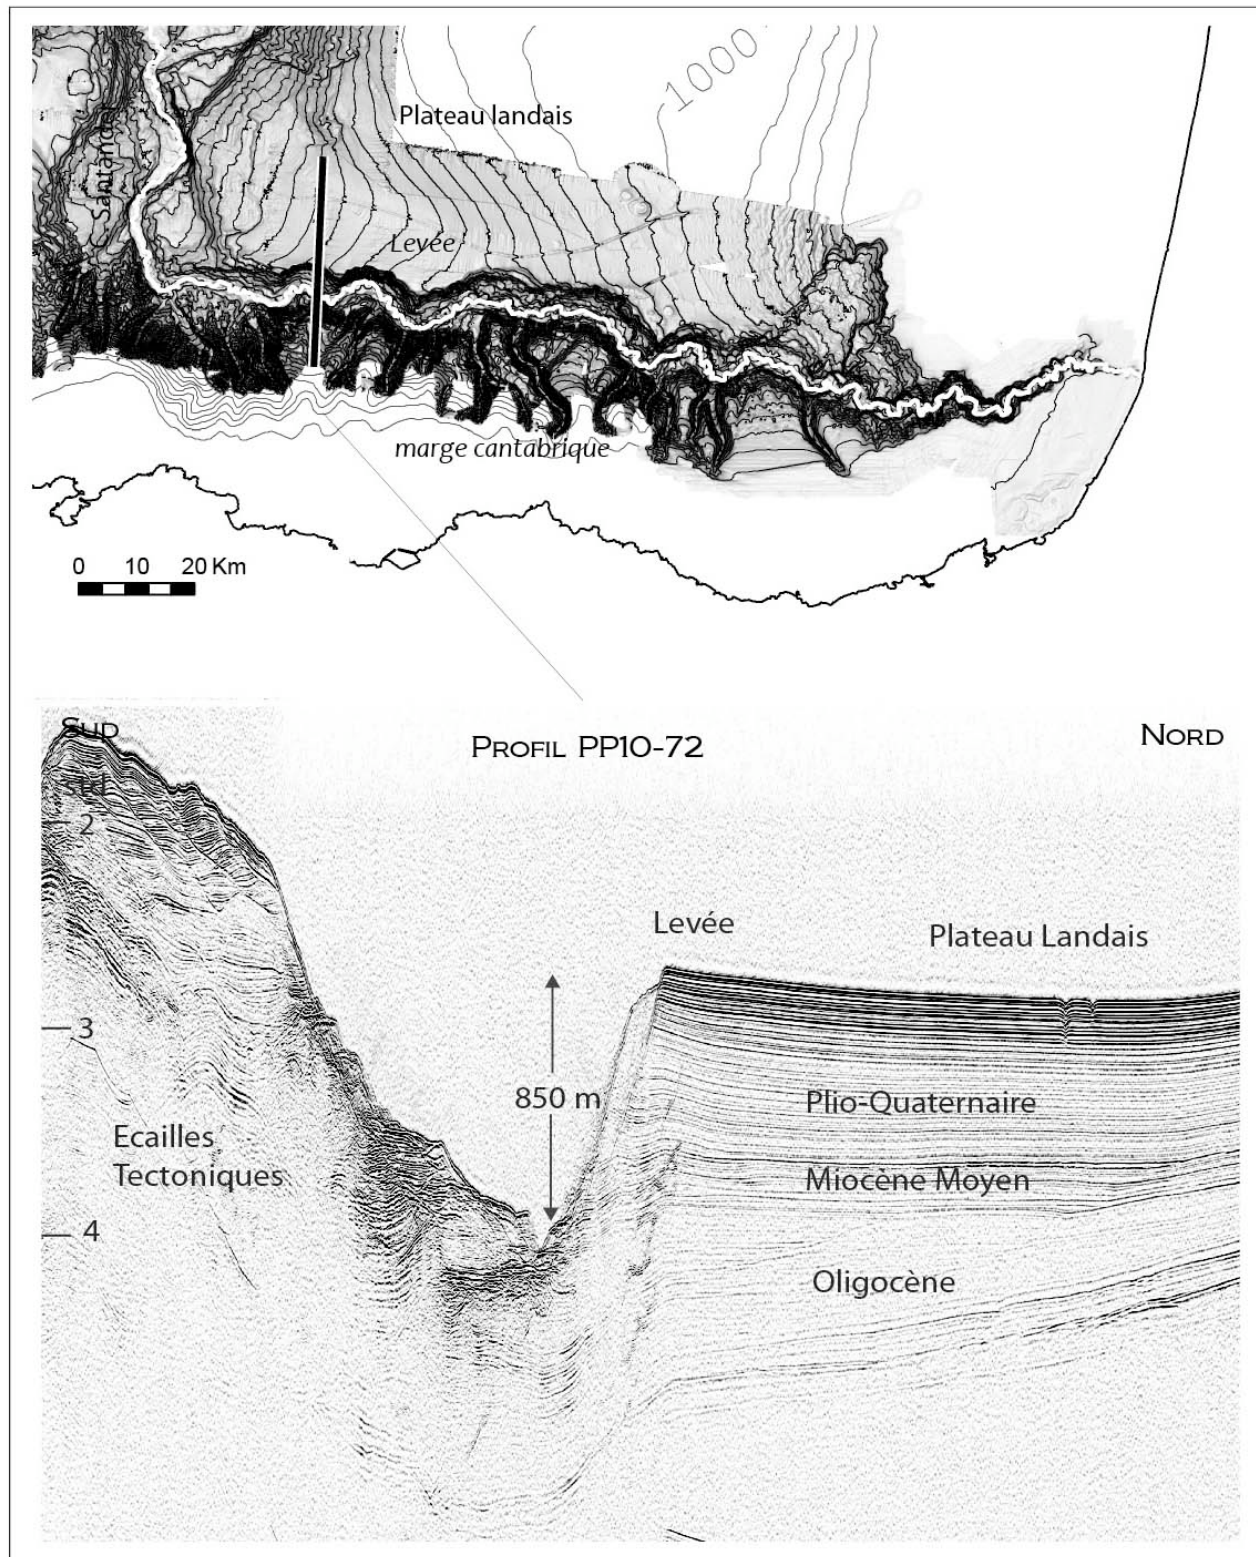 1000
Plateau landais
Santander
Levée
marge cantabrique
0 10 20 Km
SUD
NORD
PROFIL PP10-72
std
2
Levée
Plateau Landais
3
850 m
Plio-Quaternaire
Ecailles
Tectoniques
Miocène Moyen
4
Oligocène